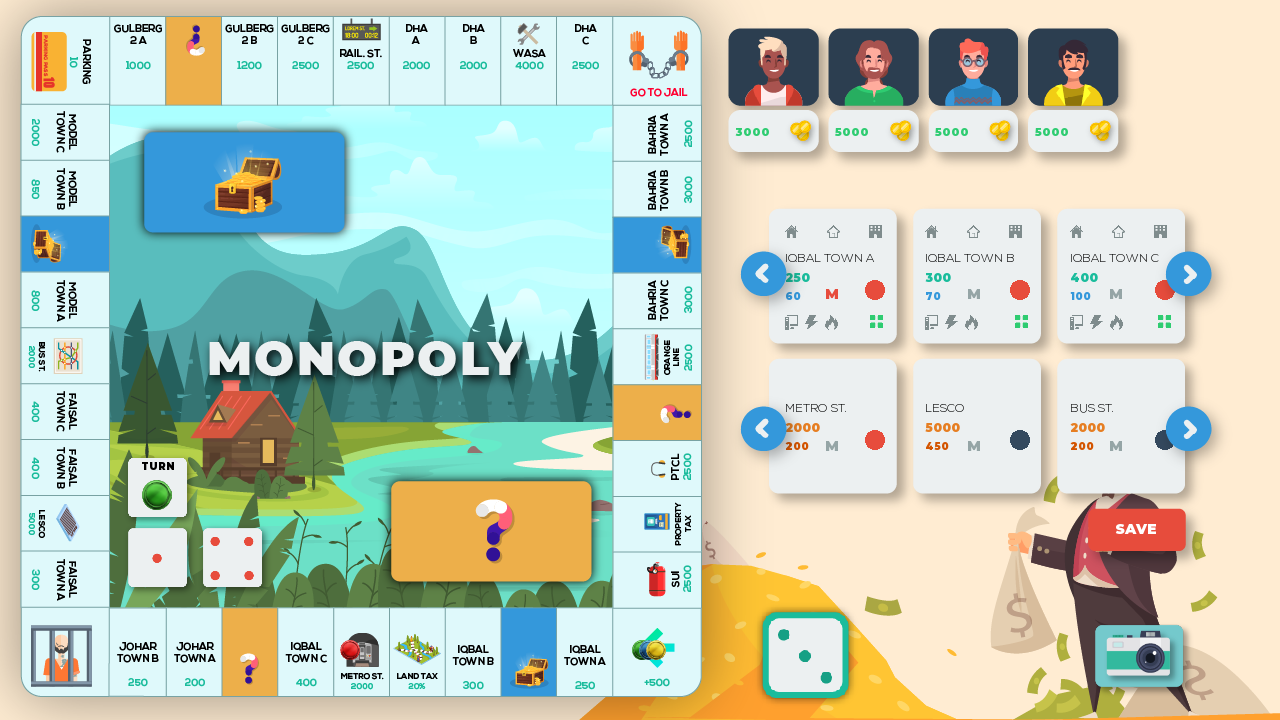 GULBERG
2 A
1000
GULBERG
2 B
1200
GULBERG
2 C
2500
RAIL. ST.
2500
DHA
A
2000
DHA
B
2000
WASA
4000
DHA
C
2500
GO TO JAIL
PARKING
10
MODEL
TOWN C
2000
MODEL
TOWN B
850
MODEL
TOWN A
800
BUS ST.
2000
FAISAL
TOWN C
400
FAISAL
TOWN B
400
LESCO
5000
FAISAL
TOWN A
300
BAHRIA
TOWN A
2500
BAHRIA
TOWN B
3000
BAHRIA
TOWN C
3000
ORANGE
LINE
2500
PTCL
2500
PROPERTY
TAX
SUI
2500
MONOPOLY
TURN
JOHAR
TOWN B
250
JOHAR
TOWN A
200
IQBAL
TOWN C
400
METRO ST.
2000
LAND TAX
20%
IQBAL
TOWN B
300
IQBAL
TOWN A
250
+500
3000
5000
5000
5000
IQBAL TOWN A
250
60 M
IQBAL TOWN B
300
70 M
IQBAL TOWN C
400
100 M
METRO ST.
2000
200 M
LESCO
5000
450 M
BUS ST.
2000
200 M
SAVE